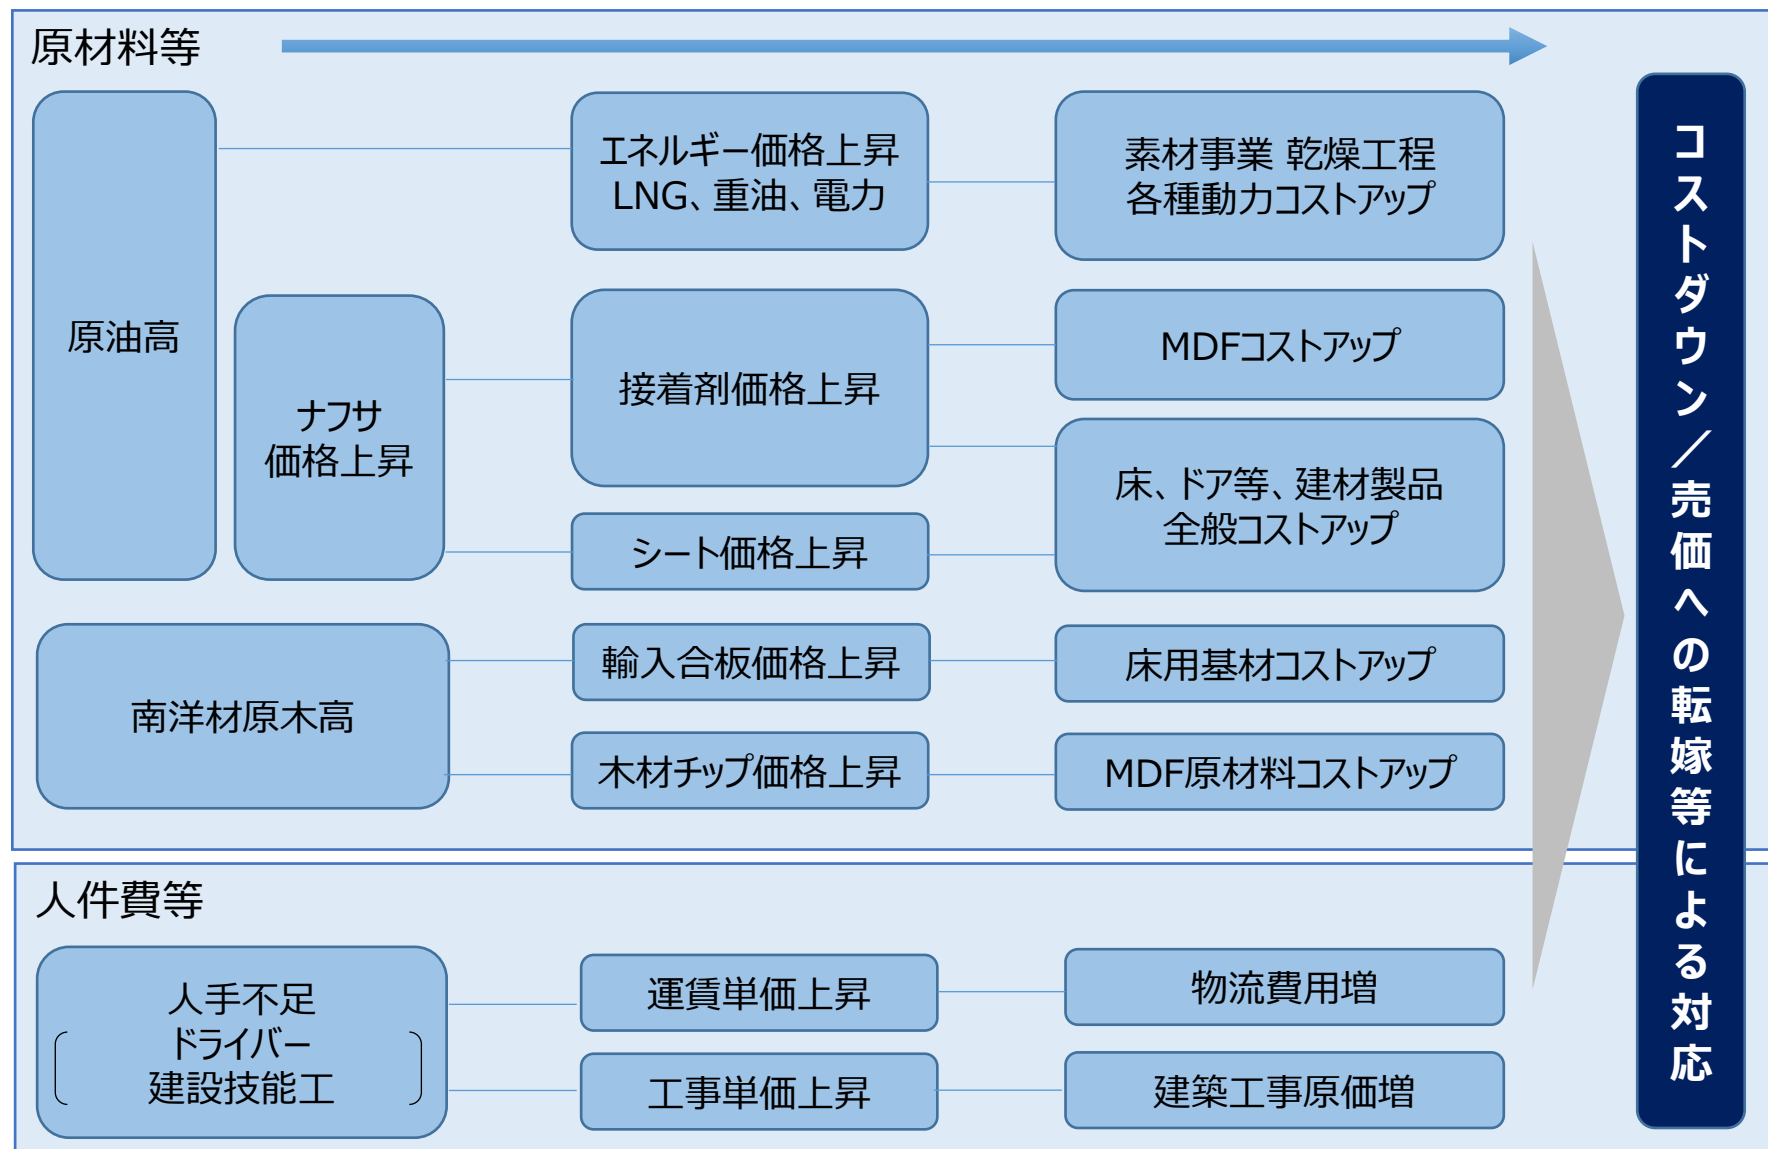 原材料等
原油高
ナフサ
価格上昇
エネルギー価格上昇
LNG、重油、電力
素材事業 乾燥工程
各種動力コストアップ
接着剤価格上昇
MDFコストアップ
床、ドア等、建材製品
全般コストアップ
シート価格上昇
南洋材原木高
輸入合板価格上昇
床用基材コストアップ
木材チップ価格上昇
MDF原材料コストアップ
人件費等
人手不足
ドライバー
建設技能工
運賃単価上昇
物流費用増
工事単価上昇
建築工事原価増
コストダウン/売価への転嫁等による対応